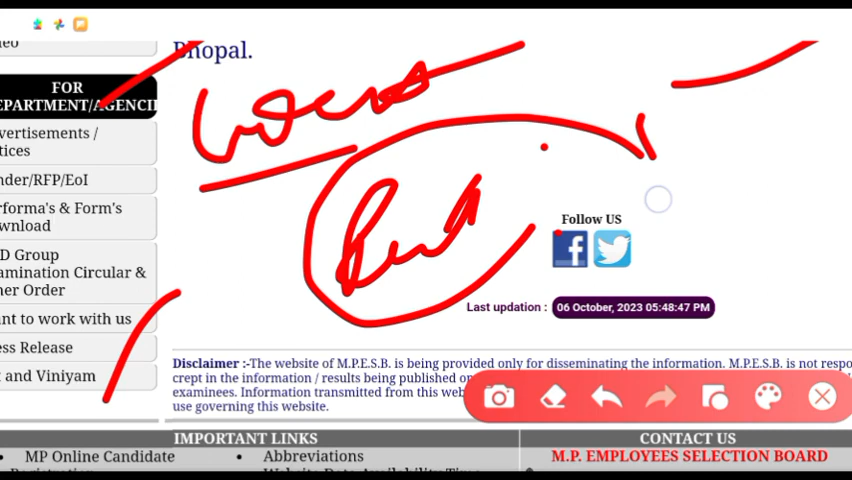 Bhopal.
FOR
DEPARTMENT/AGENCIE
vertisements /
tices
nder/RFP/EoI
rforma's & Form's
wnload
D Group
amination Circular &
her Order
ant to work with us
ess Release
t and Viniyam
Follow US
Last updation : 06 October, 2023 05:48:47 PM
Disclaimer :-The website of M.P.E.S.B. is being provided only for disseminating the information. M.P.E.S.B. is not respo
crept in the information / results being published on
examinees. Information transmitted from this web
use governing this website.
IMPORTANT LINKS
CONTACT US
MP Online Candidate
Abbreviations
M.P. EMPLOYEES SELECTION BOARD